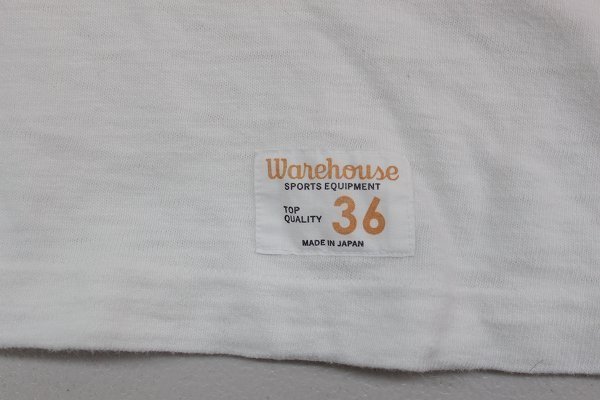 Warehouse
SPORTS EQUIPMENT
TOP
QUALITY
36
MADE IN JAPAN